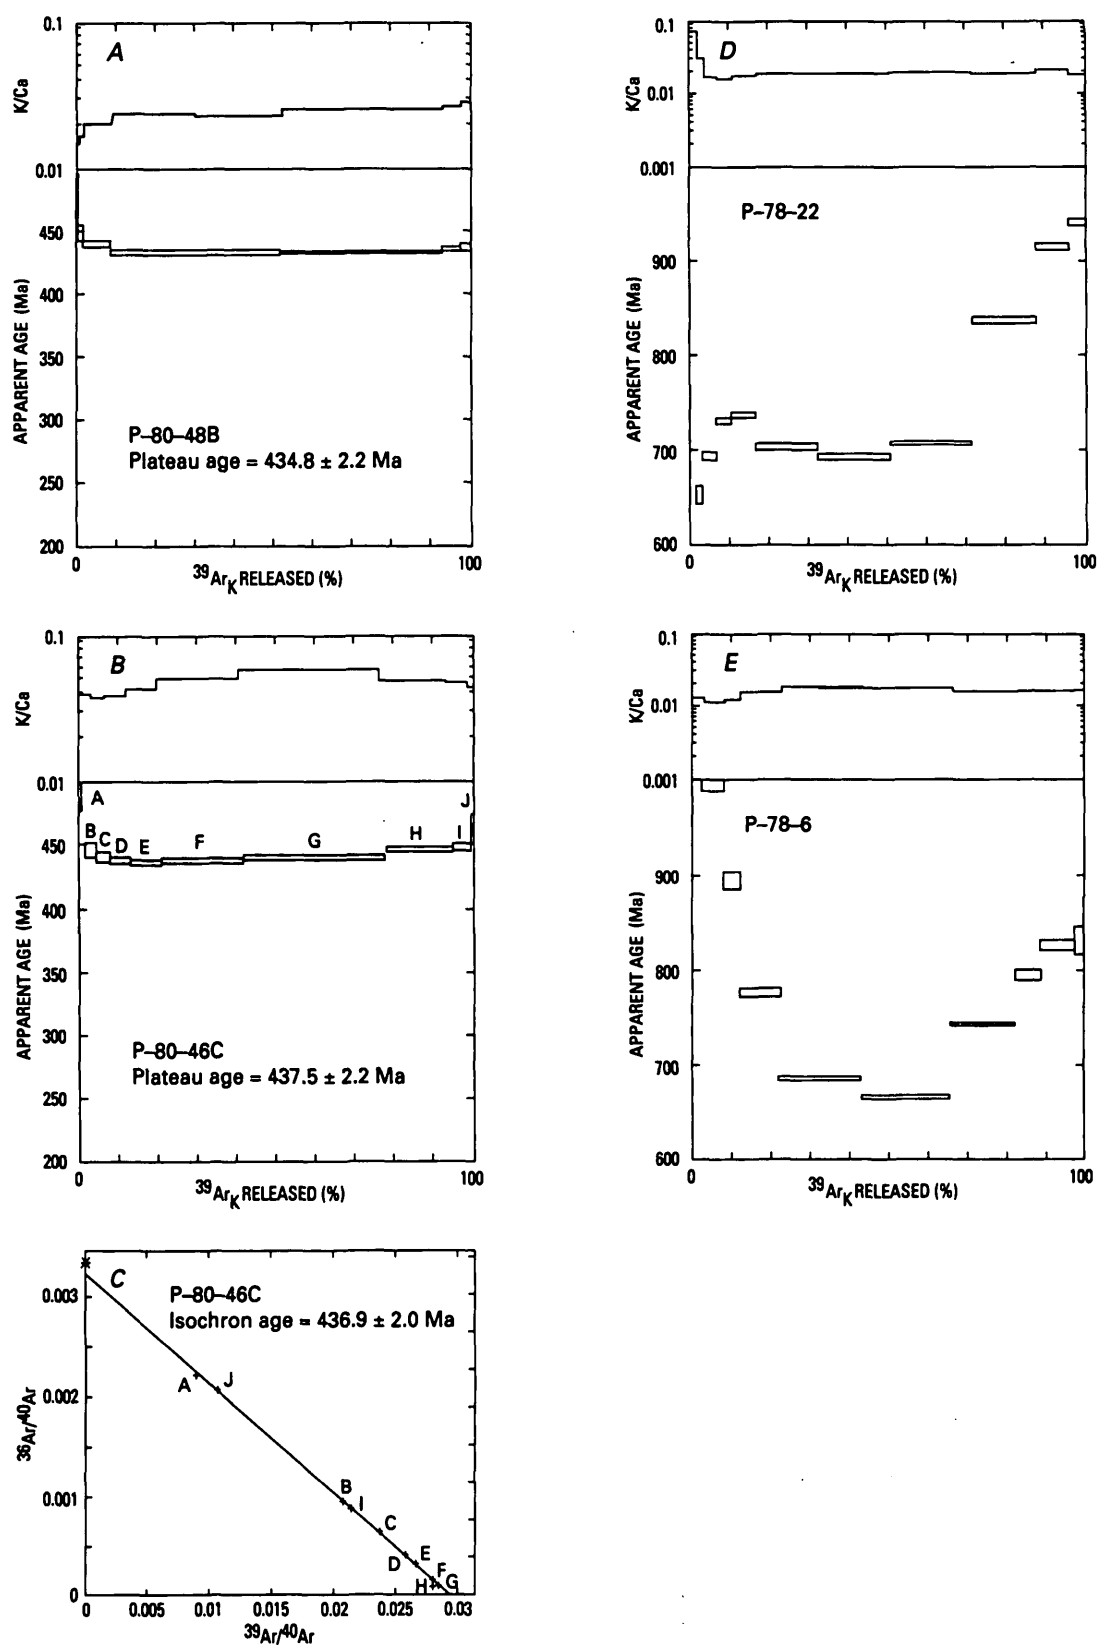 A
0.1
K/Ca
0.01
450
400
350
300
250
200
APPARENT AGE (Ma)
P–80–48B
Plateau age = 434.8 ± 2.2 Ma
0
100
39ArK RELEASED (%)
D
0.1
0.01
0.001
K/Ca
P–78–22
900
800
700
600
APPARENT AGE (Ma)
0
100
39ArK RELEASED (%)
B
0.1
K/Ca
0.01
A
B
C
D
E
F
G
H
I
J
450
400
350
300
250
200
APPARENT AGE (Ma)
P–80–46C
Plateau age = 437.5 ± 2.2 Ma
0
100
39ArK RELEASED (%)
E
0.1
0.01
0.001
K/Ca
P–78–6
900
800
700
600
APPARENT AGE (Ma)
0
100
39ArK RELEASED (%)
C
P–80–46C
Isochron age = 436.9 ± 2.0 Ma
0.003
0.002
0.001
0
36Ar/40Ar
A
J
B
I
C
D
E
F
H
G
0
0.005
0.01
0.015
0.02
0.025
0.03
39Ar/40Ar